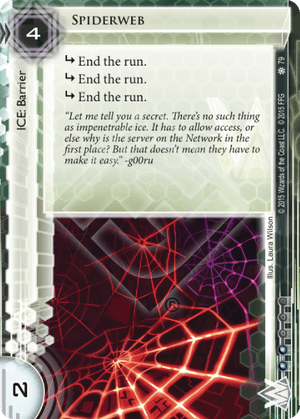 4
SPIDERWEB
ICE: Barrier
↳ End the run.
↳ End the run.
↳ End the run.
“Let me tell you a secret. There’s no such thing
as impenetrable ice. It has to allow access, or
else why is the server on the Network in the
first place? But that doesn’t mean they have to
make it easy.” -g00ru
79
© 2015 Wizards of the Coast LLC. © 2015 FFG
Illus. Laura Wilson
2